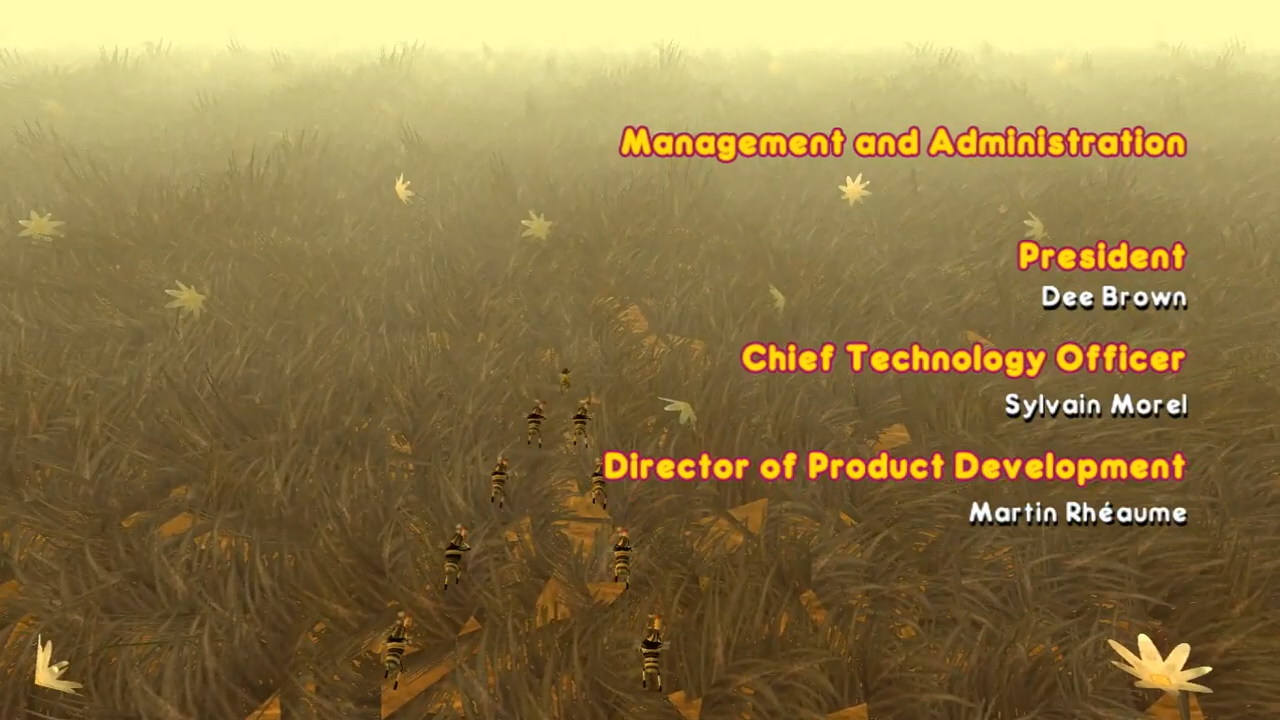 Management and Administration
President
Dee Brown
Chief Technology Officer
Sylvain Morel
Director of Product Development
Martin Rhéaume